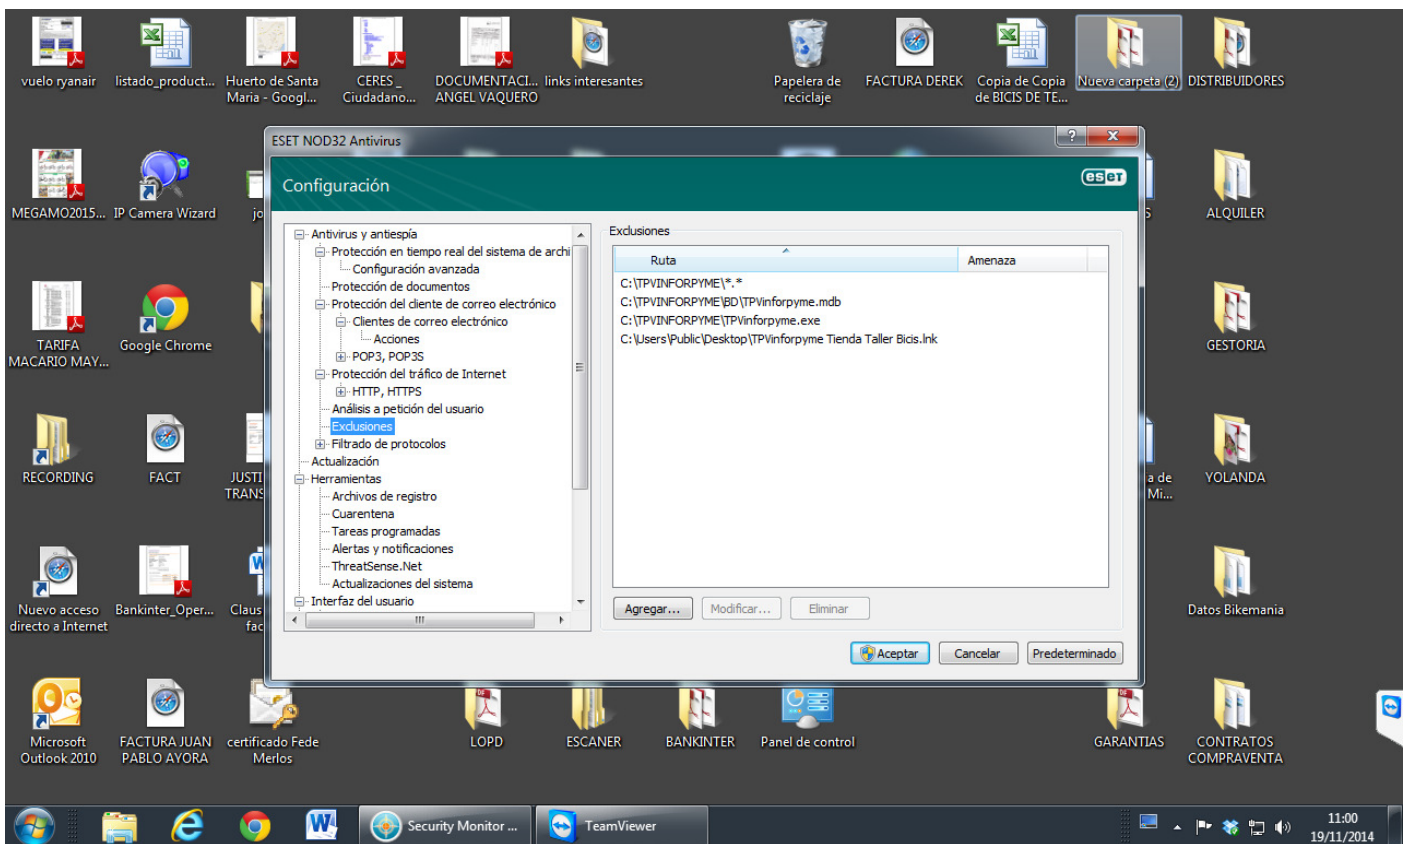 vuelo ryanair
listado_product...
Huerto de Santa
Maria - Googl...
CERES_
Ciudadano...
DOCUMENTACI...
ANGEL VAQUERO
links interesantes
Papelera de
reciclaje
FACTURA DEREK
Copia de Copia
de BICIS DE TE...
Nueva carpeta (2)
DISTRIBUIDORES
ESET NOD32 Antivirus
Configuración
eset
Antivirus y antiespía
Protección en tiempo real del sistema de archi
Configuración avanzada
Protección de documentos
Protección del cliente de correo electrónico
Clientes de correo electrónico
Acciones
POP3, POP3S
Protección del tráfico de Internet
HTTP, HTTPS
Análisis a petición del usuario
Exclusiones
Filtrado de protocolos
Actualización
Herramientas
Archivos de registro
Cuarentena
Tareas programadas
Alertas y notificaciones
ThreatSense.Net
Actualizaciones del sistema
Interfaz del usuario
Exclusiones
Ruta
Amenaza
C:\TPVINFORPYME\*.*
C:\TPVINFORPYME\BD\TPVinforpyme.mdb
C:\TPVINFORPYME\TPVinforpyme.exe
C:\Users\Public\Desktop\TPVinforpyme Tienda Taller Bicis.lnk
Agregar...
Modificar...
Eliminar
Aceptar
Cancelar
Predeterminado
MEGAMO2015...
IP Camera Wizard
jo
S
ALQUILER
TARIFA
MACARIO MAY...
Google Chrome
GESTORIA
RECORDING
FACT
JUSTI
TRANS
a de
Mi...
YOLANDA
Nuevo acceso
directo a Internet
Bankinter_Oper...
Claus
fac
Datos Bikemania
Microsoft
Outlook 2010
FACTURA JUAN
PABLO AYORA
certificado Fede
Merlos
LOPD
ESCANER
BANKINTER
Panel de control
GARANTIAS
CONTRATOS
COMPRAVENTA
Security Monitor ...
TeamViewer
11:00
19/11/2014